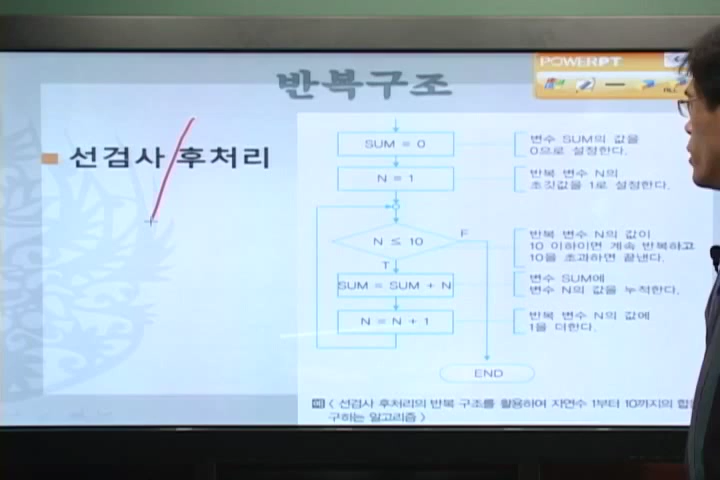 반복구조
POWERPT
선검사 후처리
SUM = 0
변수 SUM의 값을
0으로 설정한다.
N = 1
반복 변수 N의
초깃값을 1로 설정한다.
N ≤ 10
F
T
반복 변수 N의 값이
10 이하이면 계속 반복하고
10을 초과하면 끝낸다.
SUM = SUM + N
변수 SUM에
변수 N의 값을 누적한다.
N = N + 1
반복 변수 N의 값에
1을 더한다.
END
예 < 선검사 후처리의 반복 구조를 활용하여 자연수 1부터 10까지의 합을
구하는 알고리즘 >